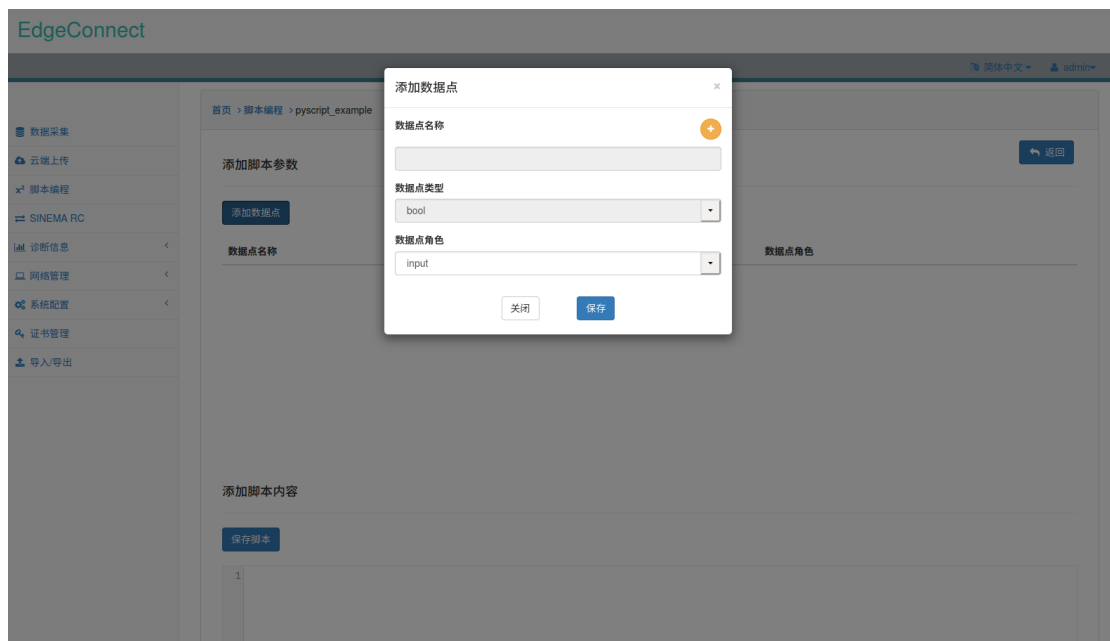 EdgeConnect
简体中文 admin
添加数据点 ×
首页 > 脚本编程 > pyscript_example
数据点名称
数据采集
云端上传
返回
添加脚本参数
数据点类型
x² 脚本编程
bool
添加数据点
SINEMA RC
数据点角色
诊断信息
数据点名称
数据点角色
input
网络管理
系统配置
关闭 保存
证书管理
导入/导出
添加脚本内容
保存脚本
1